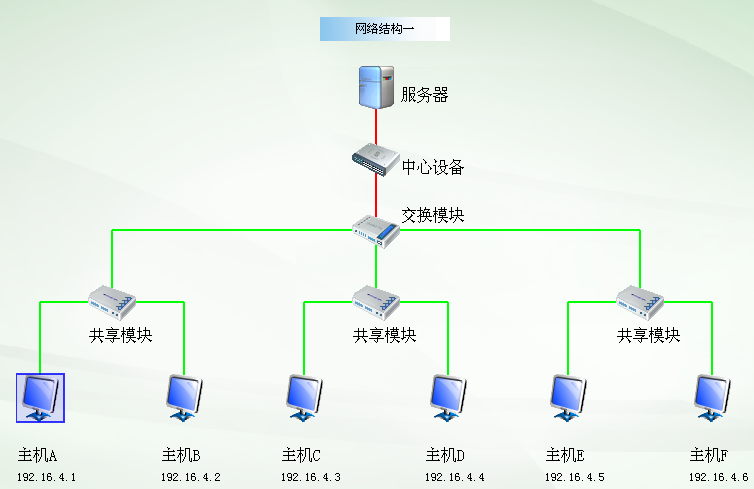 网络结构一
服务器
中心设备
交换模块
共享模块 共享模块 共享模块
主机A 主机B 主机C 主机D 主机E 主机F
192.16.4.1 192.16.4.2 192.16.4.3 192.16.4.4 192.16.4.5 192.16.4.6